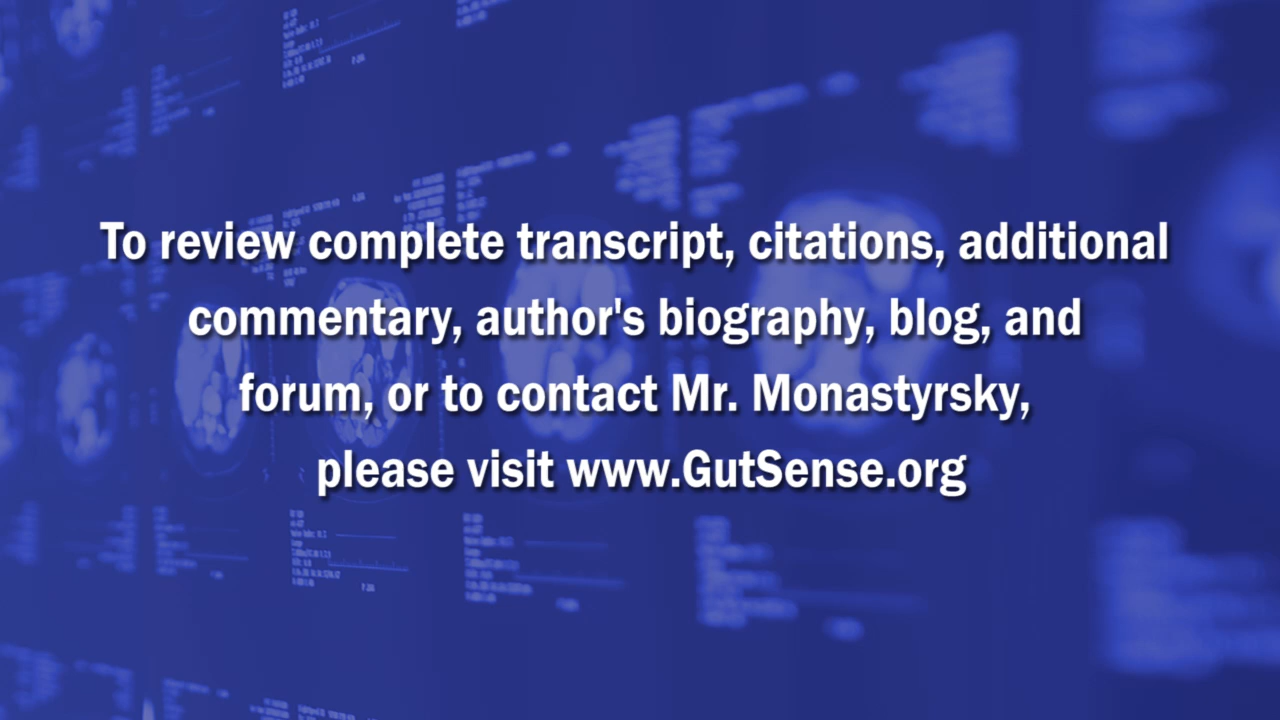 To review complete transcript, citations, additional
commentary, author's biography, blog, and
forum, or to contact Mr. Monastyrsky,
please visit www.GutSense.org